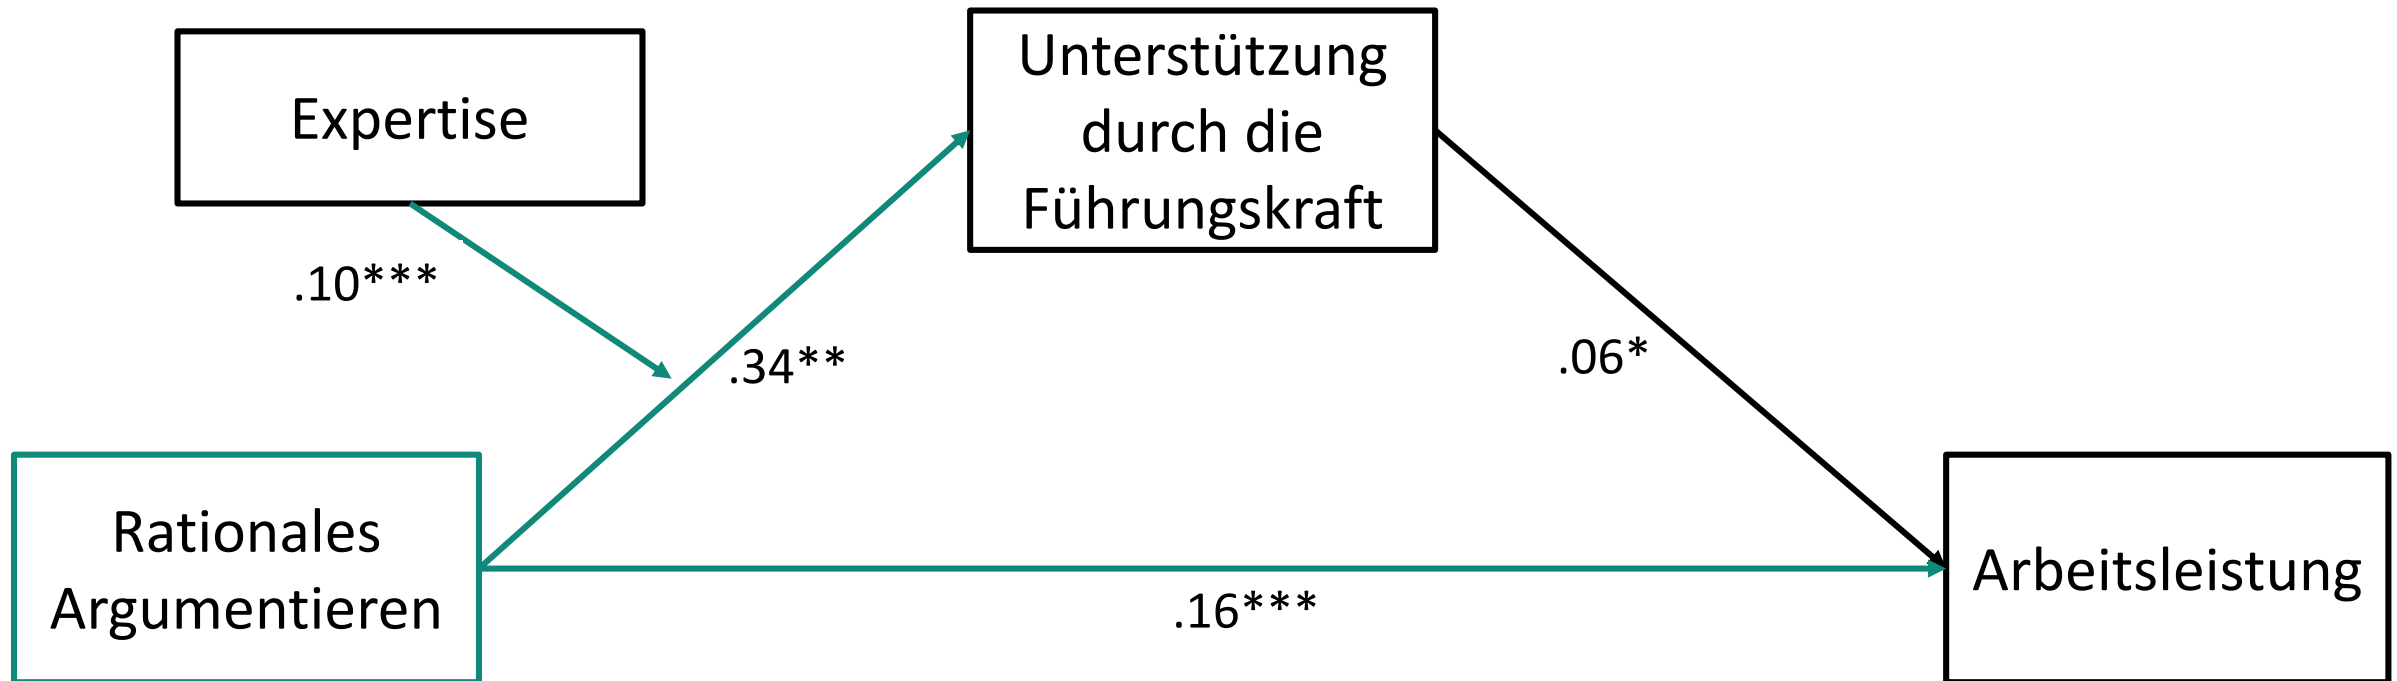 Expertise
Unterstützung
durch die
Führungskraft
.10***
.34**
.06*
Rationales
Argumentieren
.16***
Arbeitsleistung